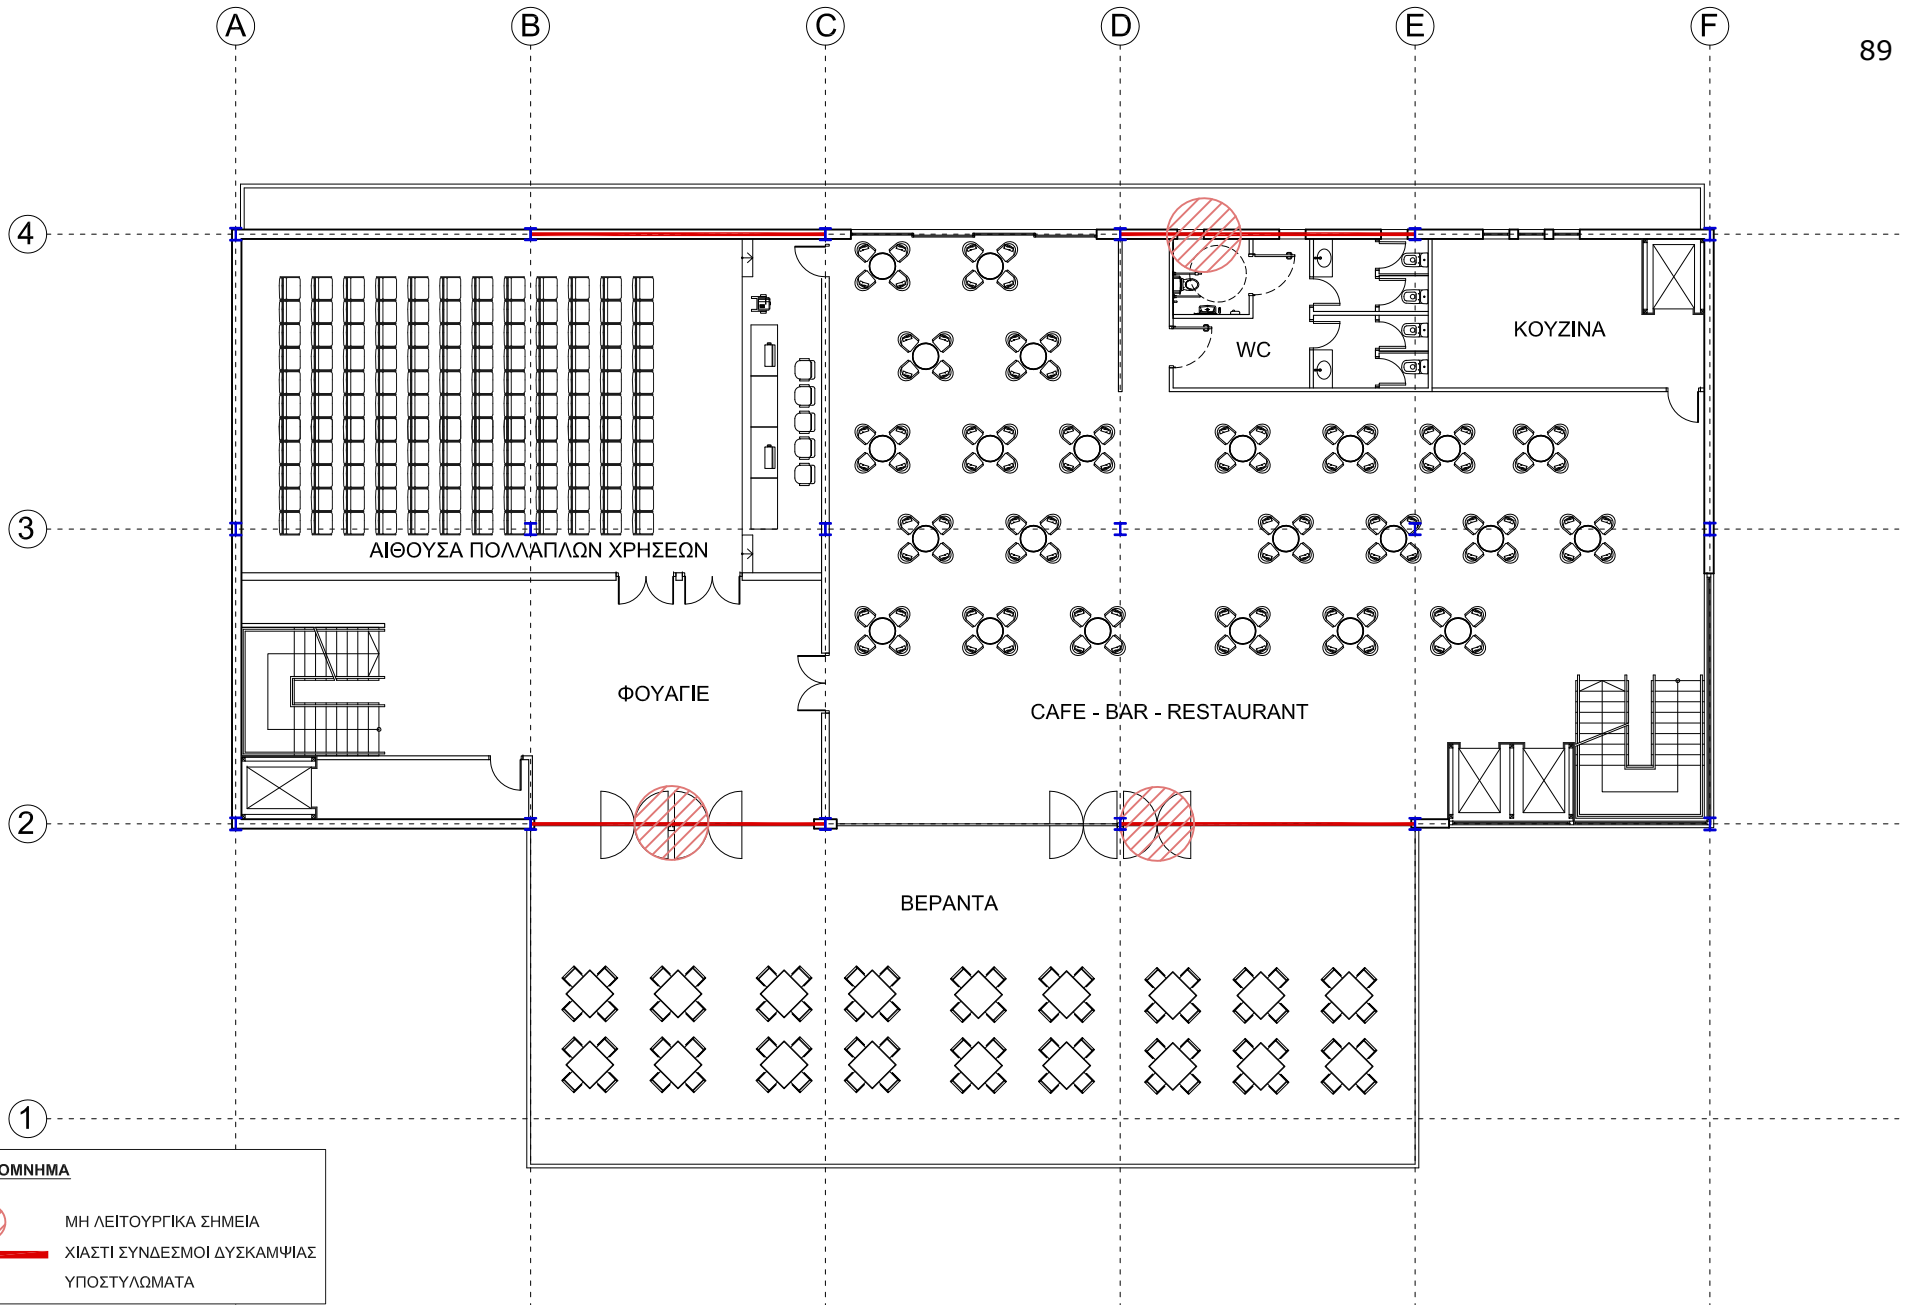 A B C D E F
89
4
ΚΟΥΖΙΝΑ
WC
3
ΑΙΘΟΥΣΑ ΠΟΛΛΑΠΛΩΝ ΧΡΗΣΕΩΝ
ΦΟΥΑΓΙΕ
CAFE - BAR - RESTAURANT
2
ΒΕΡΑΝΤΑ
1
ΟΜΝΗΜΑ
ΜΗ ΛΕΙΤΟΥΡΓΙΚΑ ΣΗΜΕΙΑ
ΧΙΑΣΤΙ ΣΥΝΔΕΣΜΟΙ ΔΥΣΚΑΜΨΙΑΣ
ΥΠΟΣΤΥΛΩΜΑΤΑ